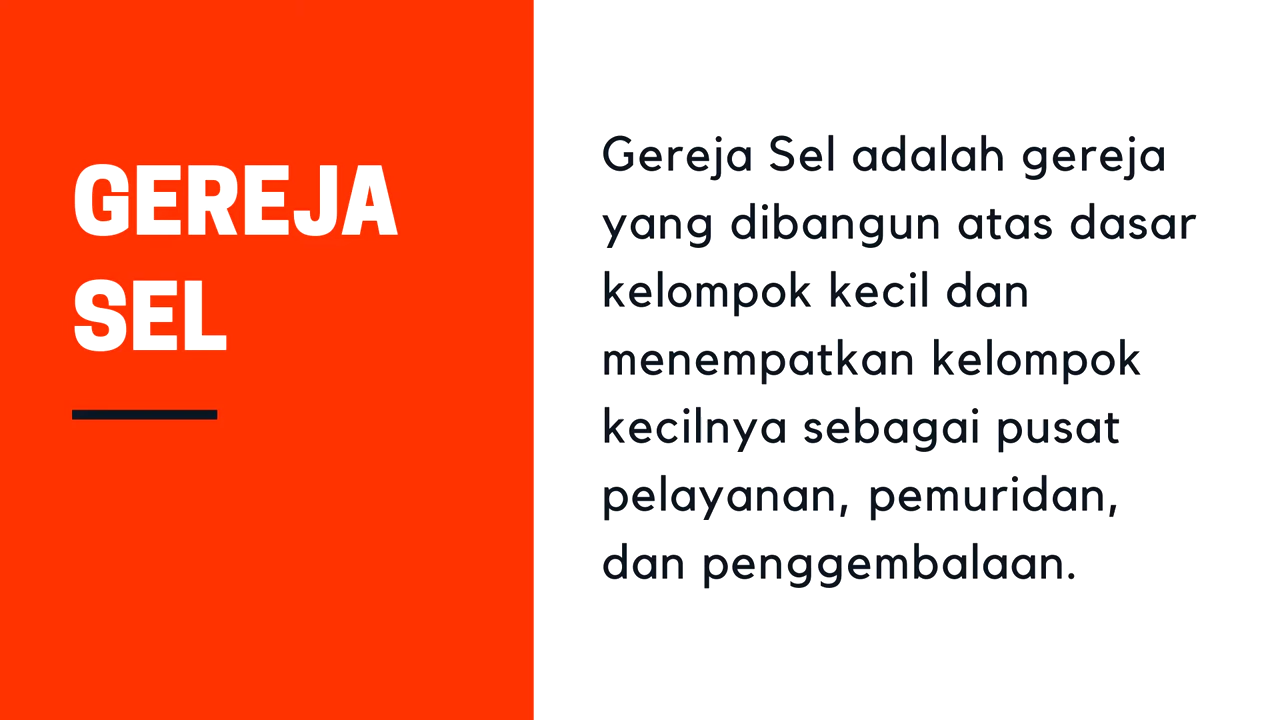 GEREJA
SEL
Gereja Sel adalah gereja
yang dibangun atas dasar
kelompok kecil dan
menempatkan kelompok
kecilnya sebagai pusat
pelayanan, pemuridan,
dan penggembalaan.